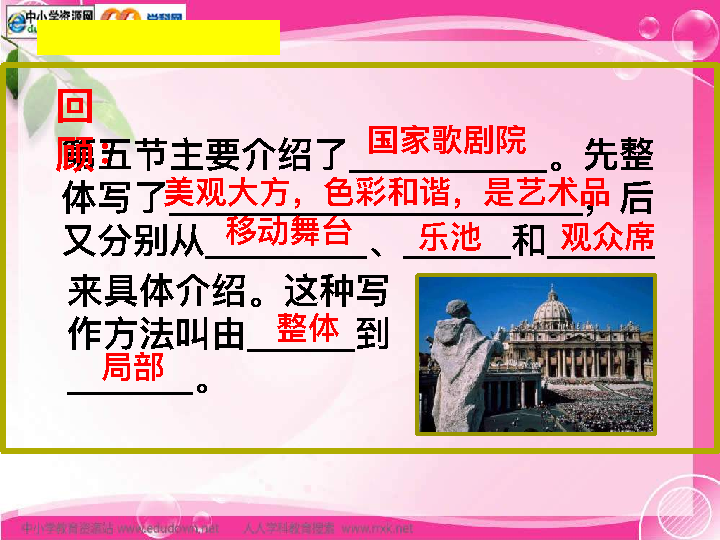 中小学资源网
学科网
回
顾：
第五节主要介绍了国家歌剧院。先整
体写了美观大方，色彩和谐，是艺术品，后
又分别从移动舞台、乐池和观众席
来具体介绍。这种写
作方法叫由整体到
局部。
中小学教育资源站 www.edudown.net 人人学科教育搜索 www.rrxk.net